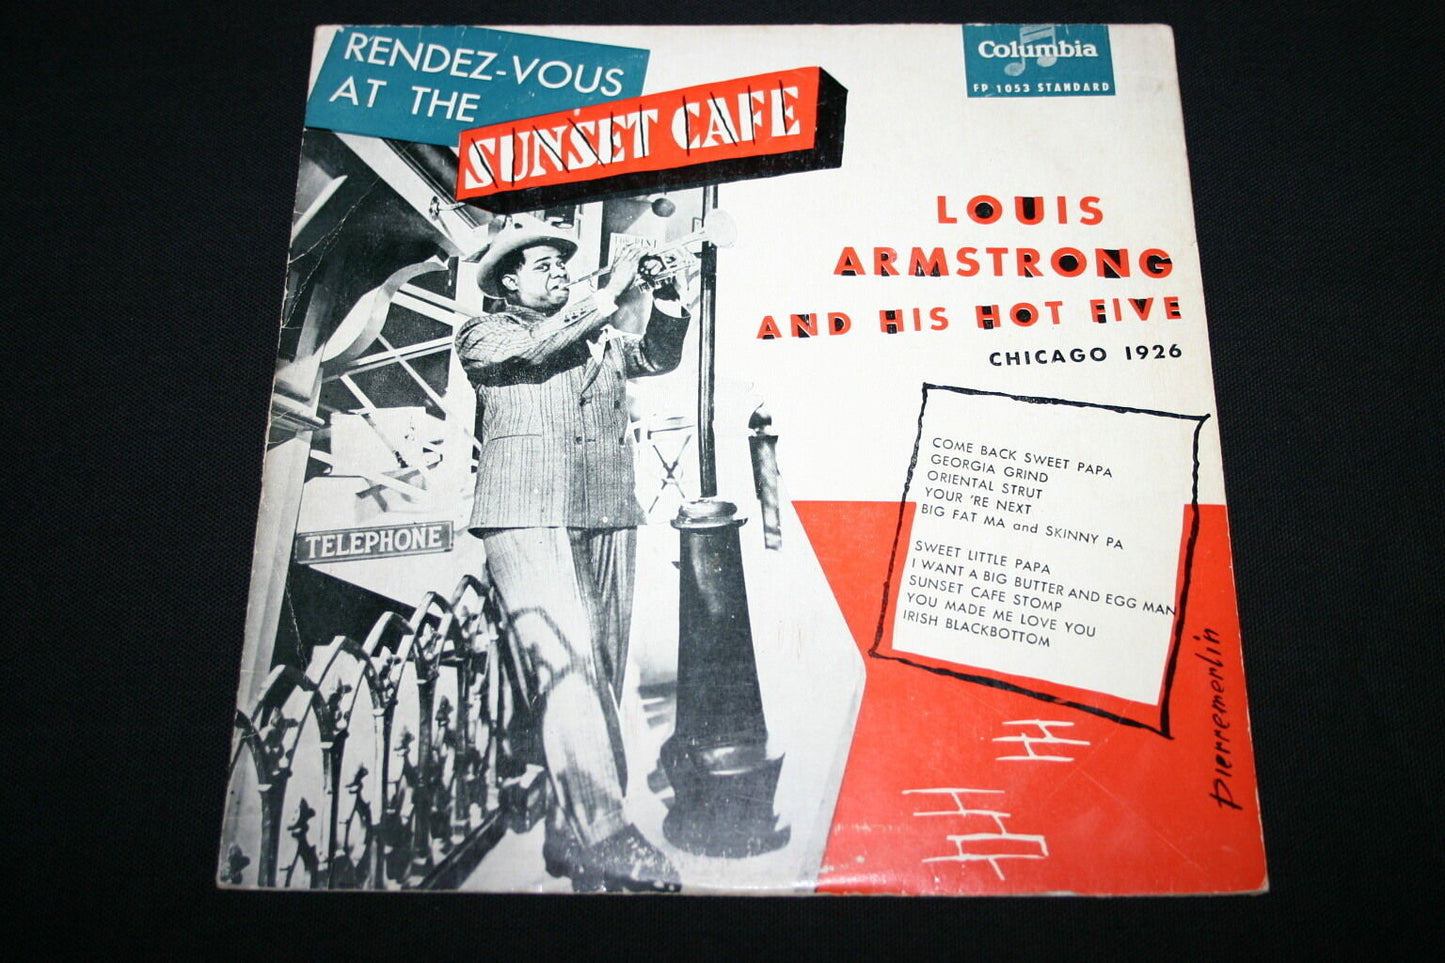 RENDEZ-VOUS
AT THE
SUNSET CAFE
Columbia
FP 1053 STANDARD
LOUIS
ARMSTRONG
AND HIS HOT FIVE
CHICAGO 1926
COME BACK SWEET PAPA
GEORGIA GRIND
ORIENTAL STRUT
YOUR 'RE NEXT
BIG FAT MA and SKINNY PA
SWEET LITTLE PAPA
I WANT A BIG BUTTER AND EGG MAN
SUNSET CAFE STOMP
YOU MADE ME LOVE YOU
IRISH BLACKBOTTOM
TELEPHONE
pierremerlin